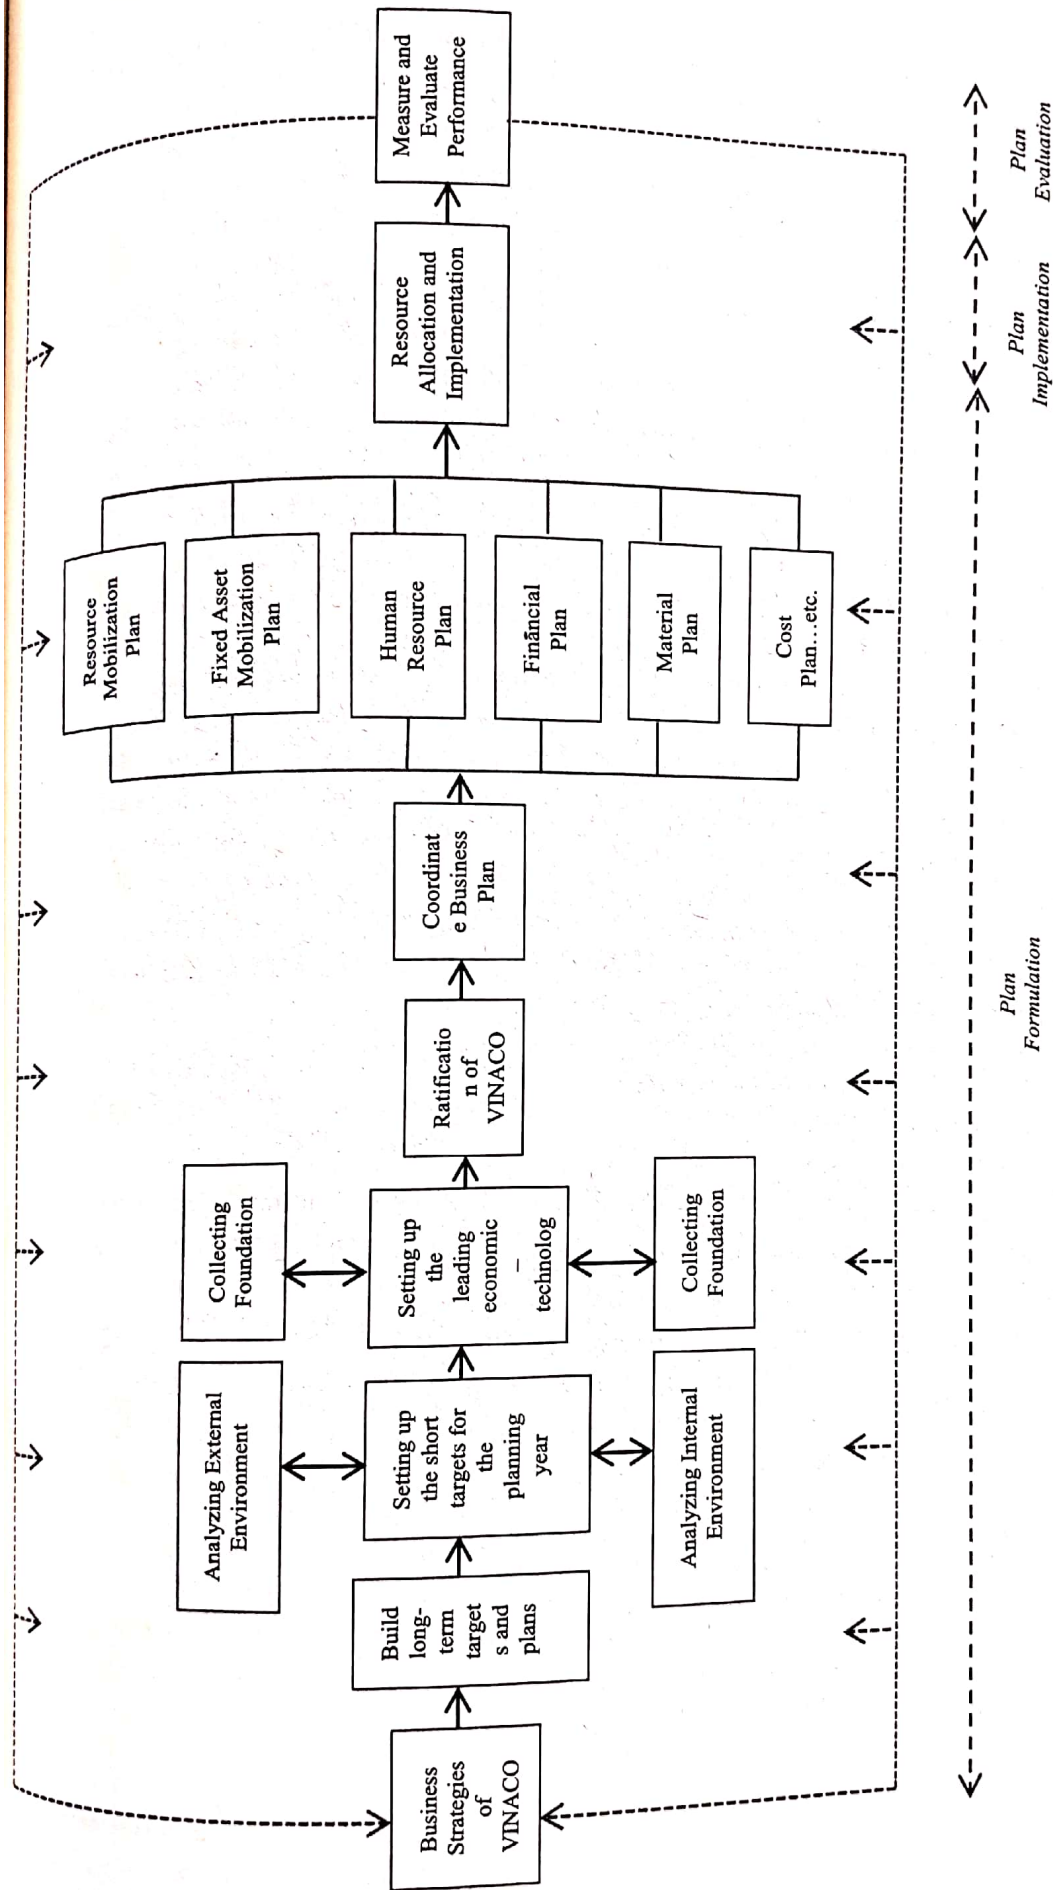 Business
Strategies
of
VINACO
Build
long-
term
target
s and
plans
Analyzing External
Environment
Setting up
the short
targets for
the
planning
year
Analyzing Internal
Environment
Collecting
Foundation
Setting up
the
leading
economic
–
technolog
Collecting
Foundation
Ratificatio
n of
VINACO
Coordinat
e Business
Plan
Resource
Mobilization
Plan
Fixed Asset
Mobilization
Plan
Human
Resource
Plan
Financial
Plan
Material
Plan
Cost
Plan...etc.
Resource
Allocation and
Implementation
Measure and
Evaluate
Performance
Plan
Formulation
Plan
Implementation
Plan
Evaluation